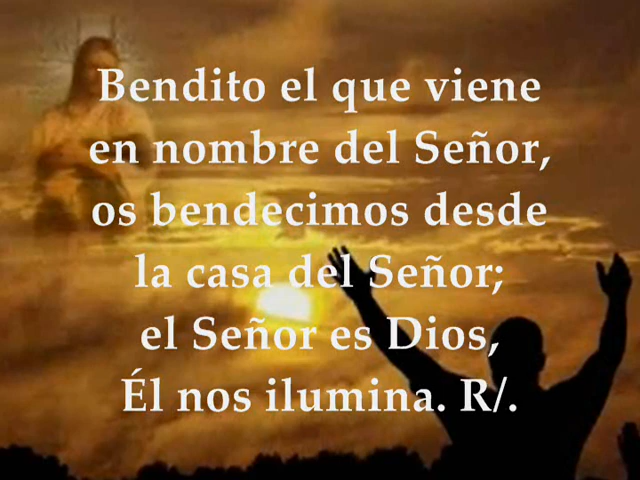 Bendito el que viene
en nombre del Señor,
os bendecimos desde
la casa del Señor;
el Señor es Dios,
Él nos ilumina. R/.